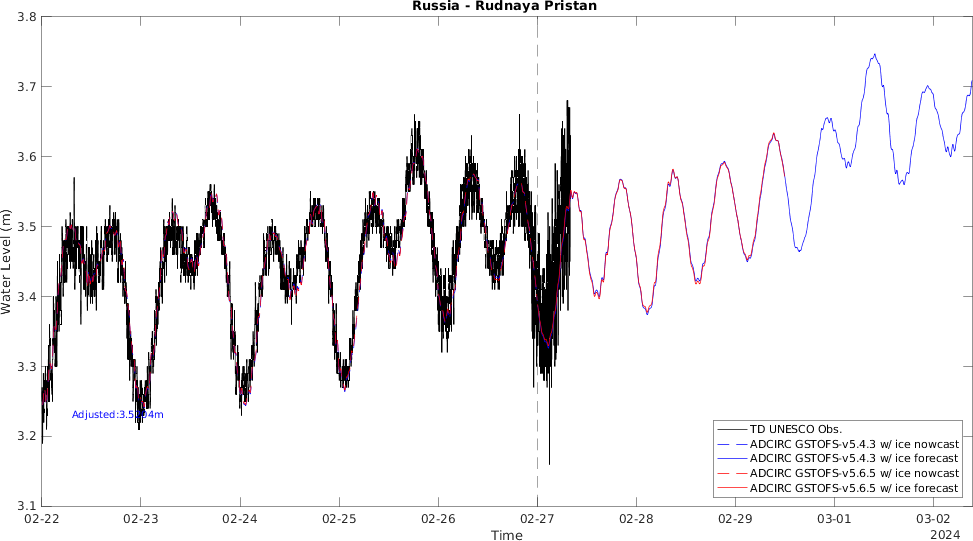 Russia - Rudnaya Pristan
3.8
3.7
3.6
3.5
3.4
3.3
3.2
3.1
Water Level (m)
Adjusted:3.5294m
TD UNESCO Obs.
ADCIRC GSTOFS-v5.4.3 w/ ice nowcast
ADCIRC GSTOFS-v5.4.3 w/ ice forecast
ADCIRC GSTOFS-v5.6.5 w/ ice nowcast
ADCIRC GSTOFS-v5.6.5 w/ ice forecast
02-22 02-23 02-24 02-25 02-26 02-27 02-28 02-29 03-01 03-02
Time
2024